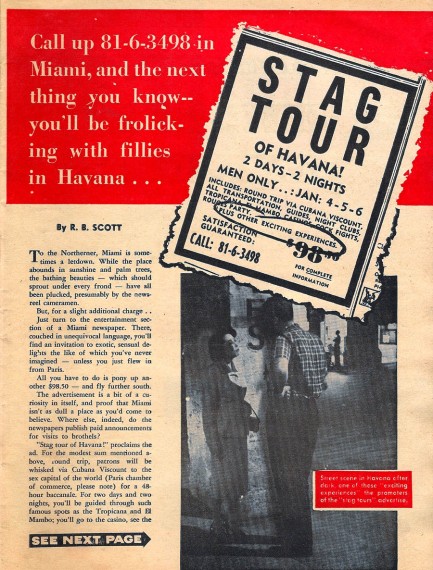 Call up 81-6-3498 in
Miami, and the next
thing you know--
you'll be frolick-
ing with fillies
in Havana . . .
STAG
TOUR
OF HAVANA!
2 DAYS-2 NIGHTS
MEN ONLY...: JAN: 4-5-6
INCLUDES: ROUND TRIP VIA CUBANA VISCOUNT.
ALL TRANSPORTATION, GUIDES, NIGHT CLUBS,
TROPICANA & MAMBO, CASINO, COCK FIGHTS,
ROUND PARTY.
PLUS OTHER EXCITING EXPERIENCES.
SATISFACTION
GUARANTEED:
$98.50
CALL: 81-6-3498
FOR COMPLETE
INFORMATION
By R. B. SCOTT
To the Northerner, Miami is some-
times a letdown. While the place
abounds in sunshine and palm trees,
the bathing beauties — which should
sprout under every frond — have all
been plucked, presumably by the news-
reel cameramen.
But, for a slight additional charge . .
Just turn to the entertainment sec-
tion of a Miami newspaper. There,
couched in unequivocal language, you'll
find an invitation to exotic, sensual de-
lights the like of which you've never
imagined — unless you just flew in
from Paris.
All you have to do is pony up an-
other $98.50 — and fly further south.
The advertisement is a bit of a cu-
riosity in itself, and proof that Miami
isn't as dull a place as you'd come to
believe. Where else, indeed, do the
newspapers publish paid announcements
for visits to brothels?
"Stag tour of Havana!" proclaims the
ad. For the modest sum mentioned a-
bove, round trip, patrons will be
whisked via Cubana Viscount to the
sex capital of the world (Paris chamber
of commerce, please note) for a 48-
hour bacchanale. For two days and two
nights, you'll be guided through such
famous spots as the Tropicana and El
Mambo; you'll go to the casino, see the
SEE NEXT PAGE
Street scene in Havana after
dark, one of those "exciting
experiences" the promoters
of the "stag tours" advertise.